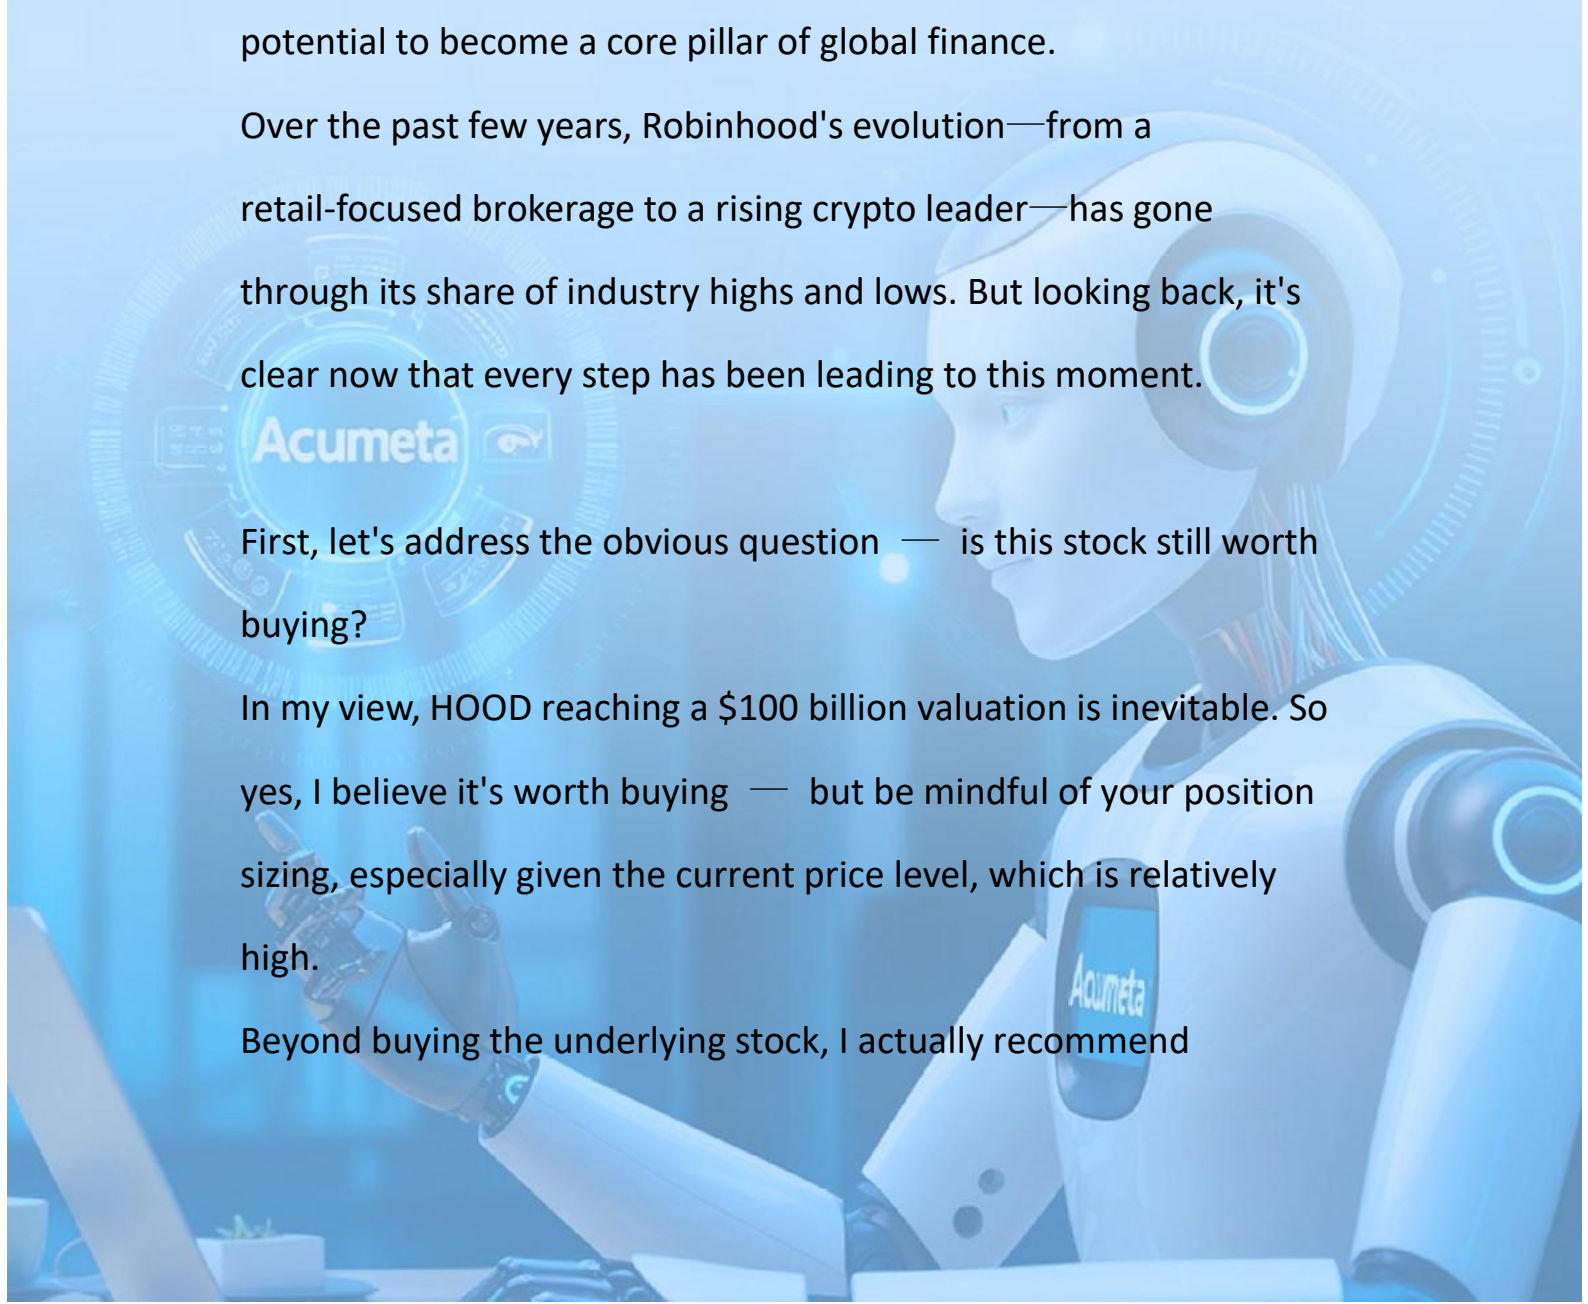 potential to become a core pillar of global finance.
Over the past few years, Robinhood's evolution—from a
retail-focused brokerage to a rising crypto leader—has gone
through its share of industry highs and lows. But looking back, it's
clear now that every step has been leading to this moment.
Acumeta
First, let's address the obvious question — is this stock still worth
buying?
In my view, HOOD reaching a $100 billion valuation is inevitable. So
yes, I believe it's worth buying — but be mindful of your position
sizing, especially given the current price level, which is relatively
high.
Acumeta
Beyond buying the underlying stock, I actually recommend